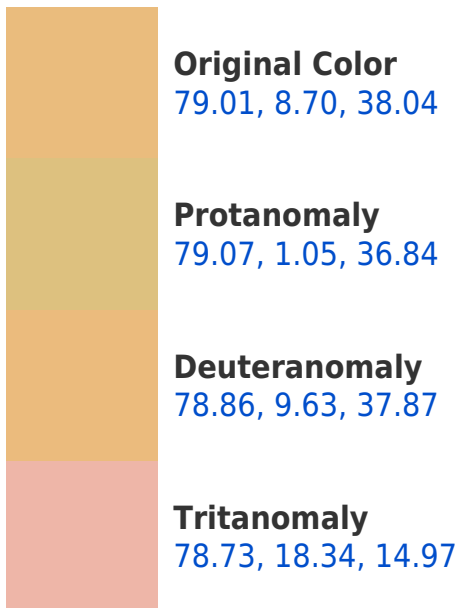 Original Color
79.01, 8.70, 38.04
Protanomaly
79.07, 1.05, 36.84
Deuteranomaly
78.86, 9.63, 37.87
Tritanomaly
78.73, 18.34, 14.97